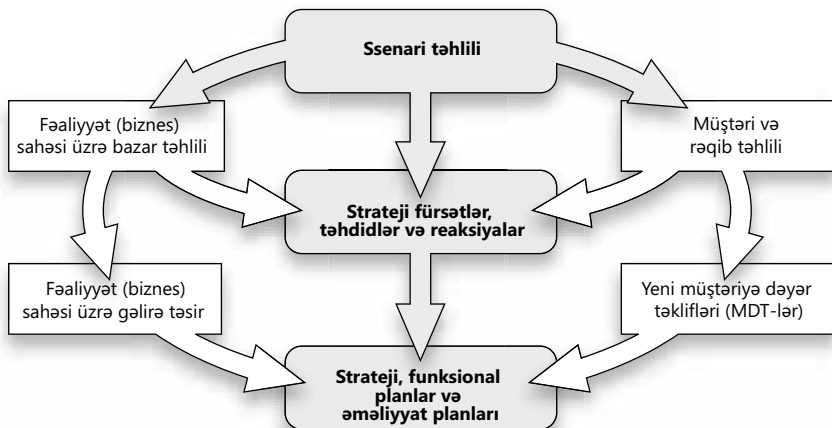 Ssenari təhlili
Fəaliyyət (biznes)
sahəsi üzrə bazar təhlili
Müştəri və
rəqib təhlili
Strateji fürsətlər,
təhdidlər və reaksiyalar
Fəaliyyət (biznes)
sahəsi üzrə gəlirə təsir
Yeni müştəriyə dəyər
təklifləri (MDT-lər)
Strateji, funksional
planlar və
əməliyyat planları